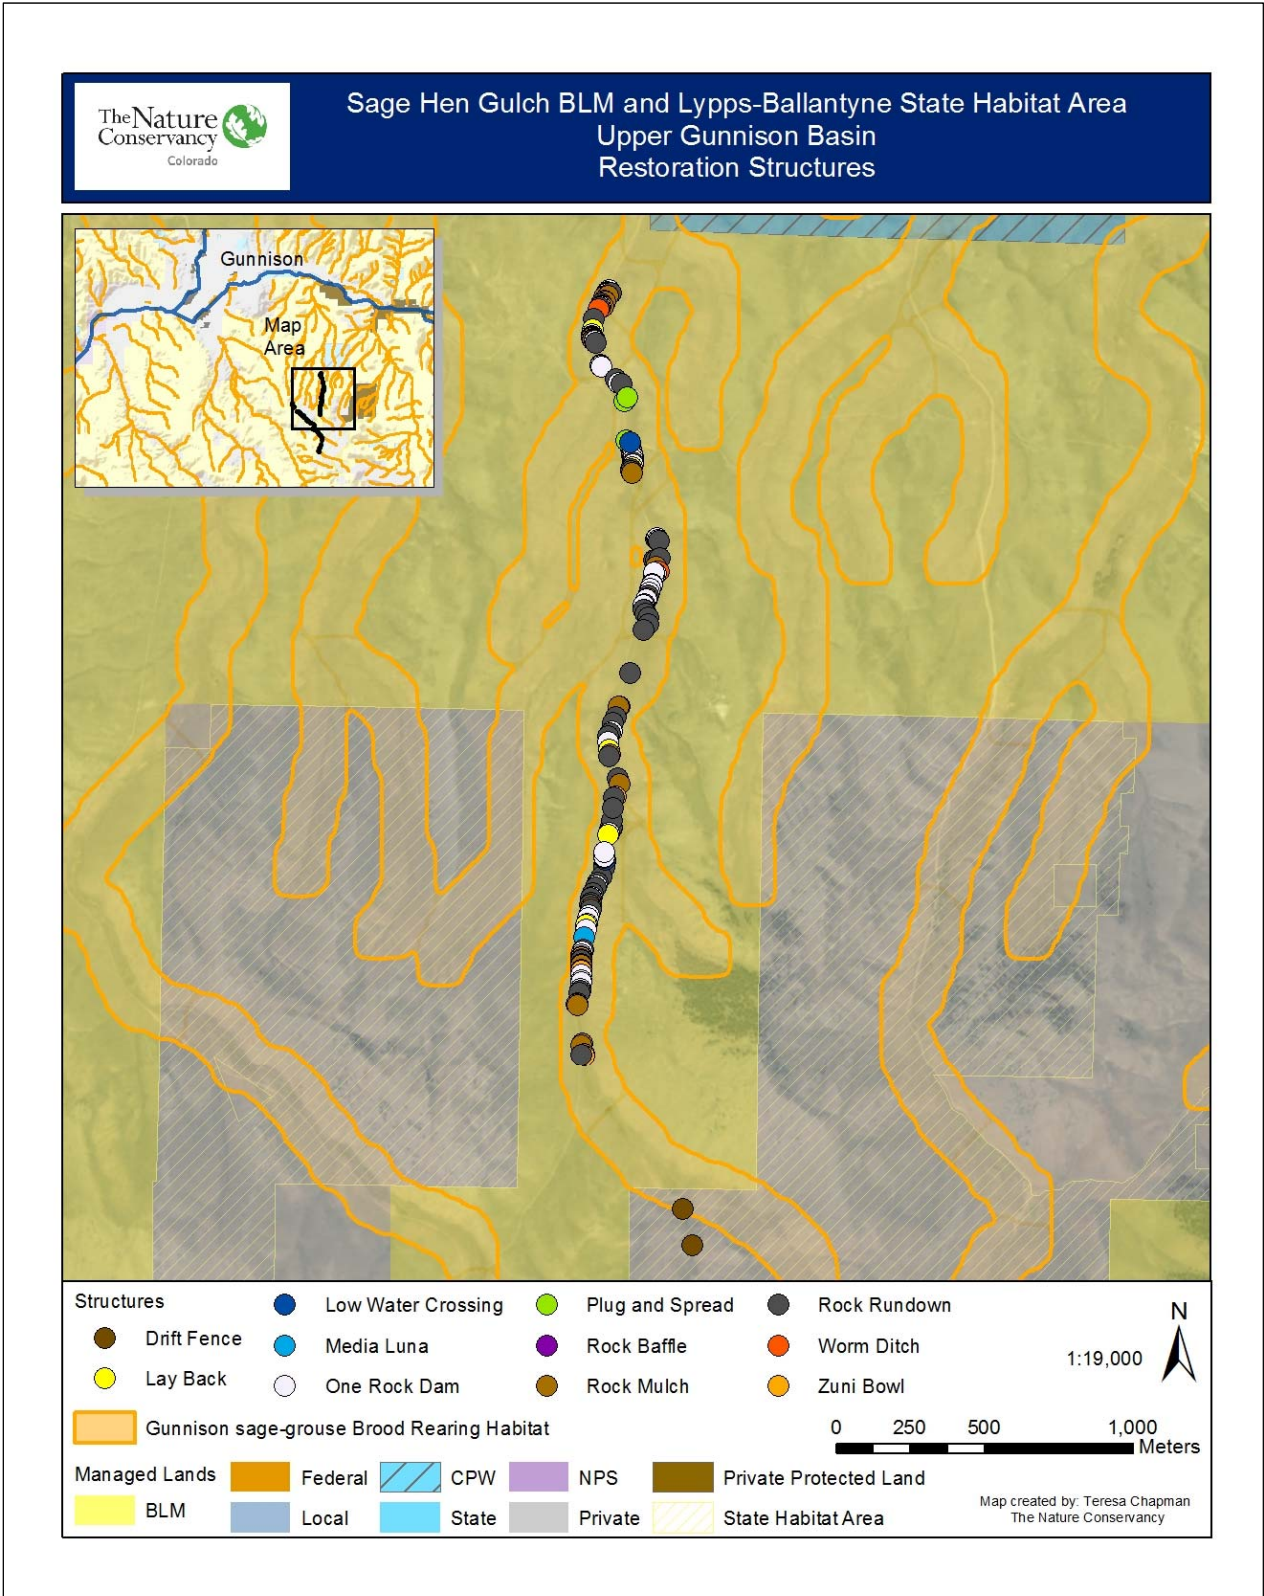 The Nature
Conservancy
Colorado
Sage Hen Gulch BLM and Lypps-Ballantyne State Habitat Area
Upper Gunnison Basin
Restoration Structures
Gunnison
Map
Area
Structures
Drift Fence
Lay Back
Low Water Crossing
Media Luna
One Rock Dam
Plug and Spread
Rock Baffle
Rock Mulch
Rock Rundown
Worm Ditch
Zuni Bowl
N
1:19,000
Gunnison sage-grouse Brood Rearing Habitat
0 250 500 1,000
Meters
Managed Lands
BLM
Federal
Local
CPW
State
NPS
Private
Private Protected Land
State Habitat Area
Map created by: Teresa Chapman
The Nature Conservancy